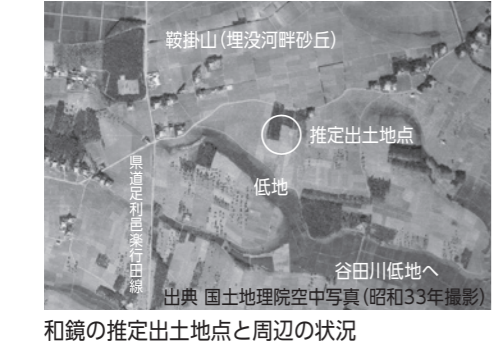 鞍掛山(埋没河畔砂丘)
推定出土地点
県道足利邑楽行田線
低地
谷田川低地へ
出典 国土地理院空中写真(昭和33年撮影)
和鏡の推定出土地点と周辺の状況